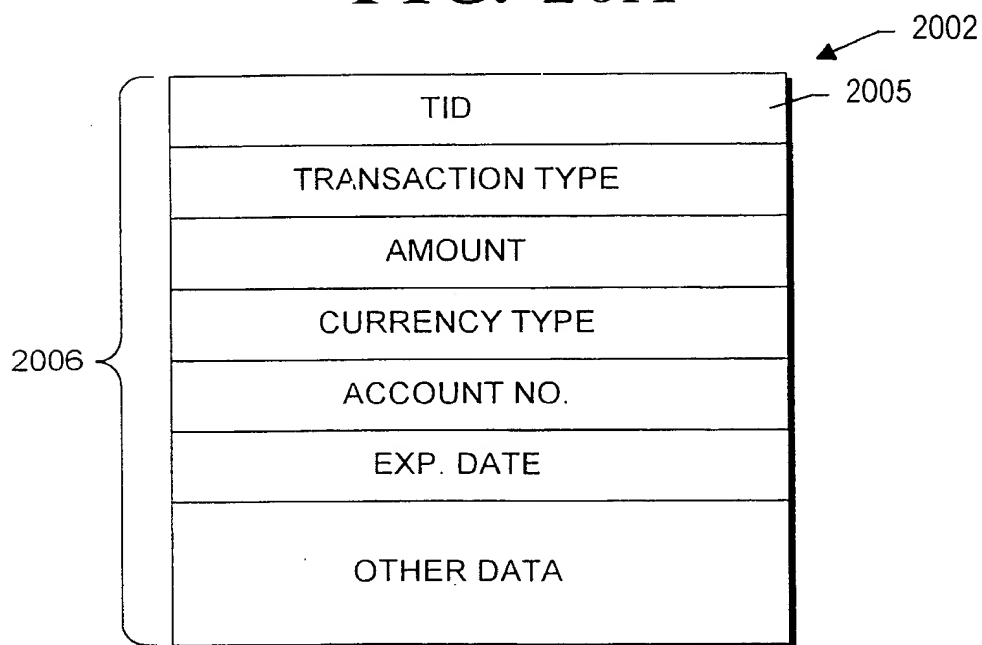 2002
2005
TID
TRANSACTION TYPE
AMOUNT
CURRENCY TYPE
2006
ACCOUNT NO.
EXP. DATE
OTHER DATA